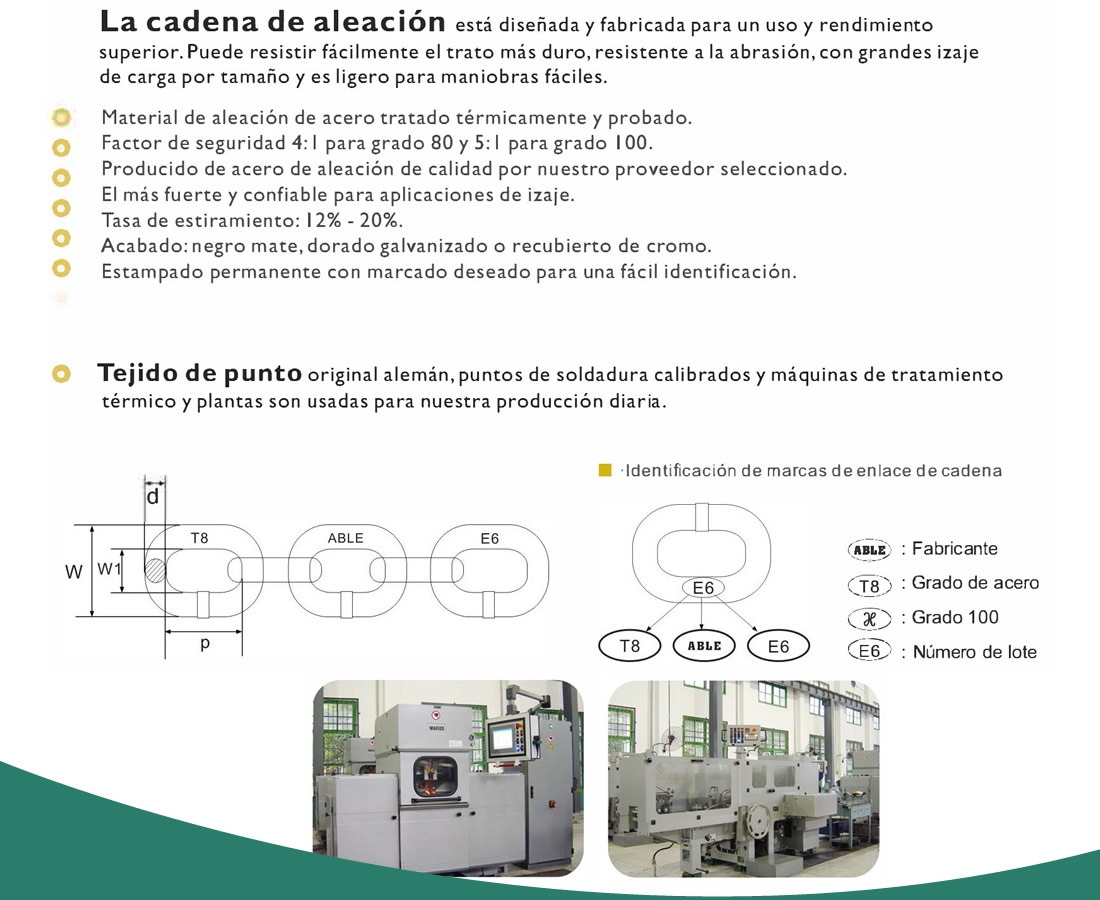 La cadena de aleación está diseñada y fabricada para un uso y rendimiento
superior. Puede resistir fácilmente el trato más duro, resistente a la abrasión, con grandes izaje
de carga por tamaño y es ligero para maniobras fáciles.
Material de aleación de acero tratado térmicamente y probado.
Factor de seguridad 4:1 para grado 80 y 5:1 para grado 100.
Producido de acero de aleación de calidad por nuestro proveedor seleccionado.
El más fuerte y confiable para aplicaciones de izaje.
Tasa de estiramiento: 12% - 20%.
Acabado: negro mate, dorado galvanizado o recubierto de cromo.
Estampado permanente con marcado deseado para una fácil identificación.
Tejido de punto original alemán, puntos de soldadura calibrados y máquinas de tratamiento
térmico y plantas son usadas para nuestra producción diaria.
·Identificación de marcas de enlace de cadena
d
T8 ABLE E6
W W1
p
E6
T8 ABLE E6
ABLE : Fabricante
T8 : Grado de acero
: Grado 100
E6 : Número de lote
WAFIOS